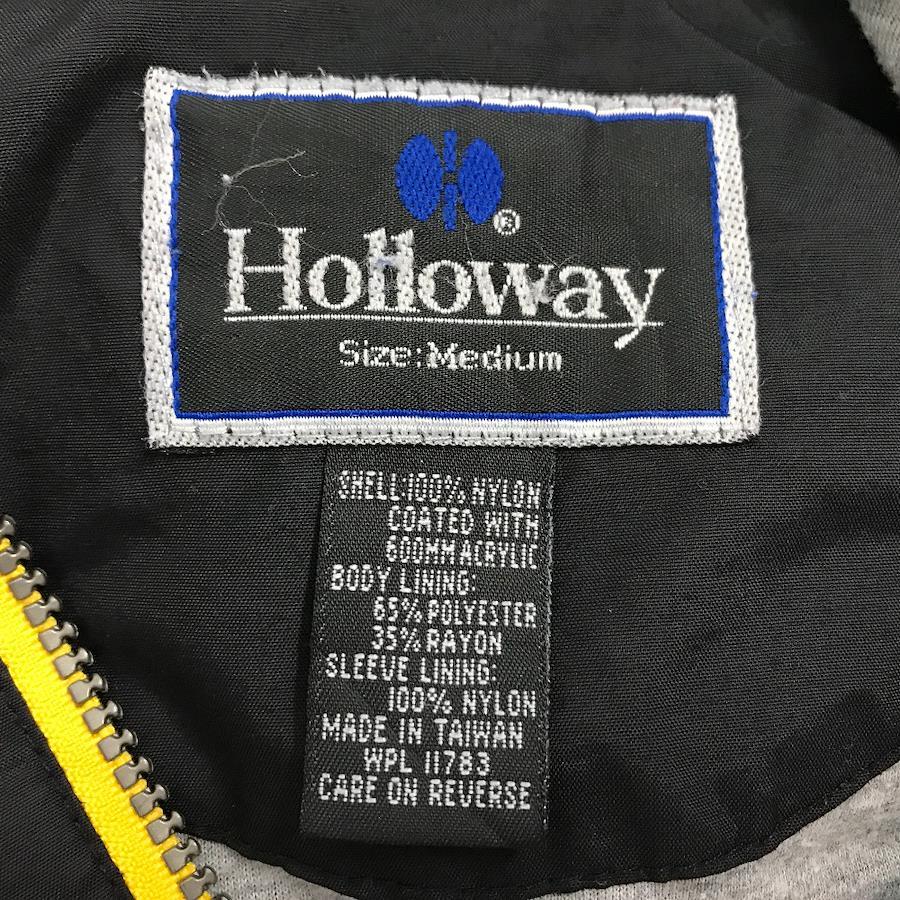 ®
Holloway
Size:Medium
SHELL:100% NYLON
COATED WITH
600MM ACRYLIC
BODY LINING:
65% POLYESTER
35% RAYON
SLEEVE LINING:
100% NYLON
MADE IN TAIWAN
WPL 11783
CARE ON REVERSE